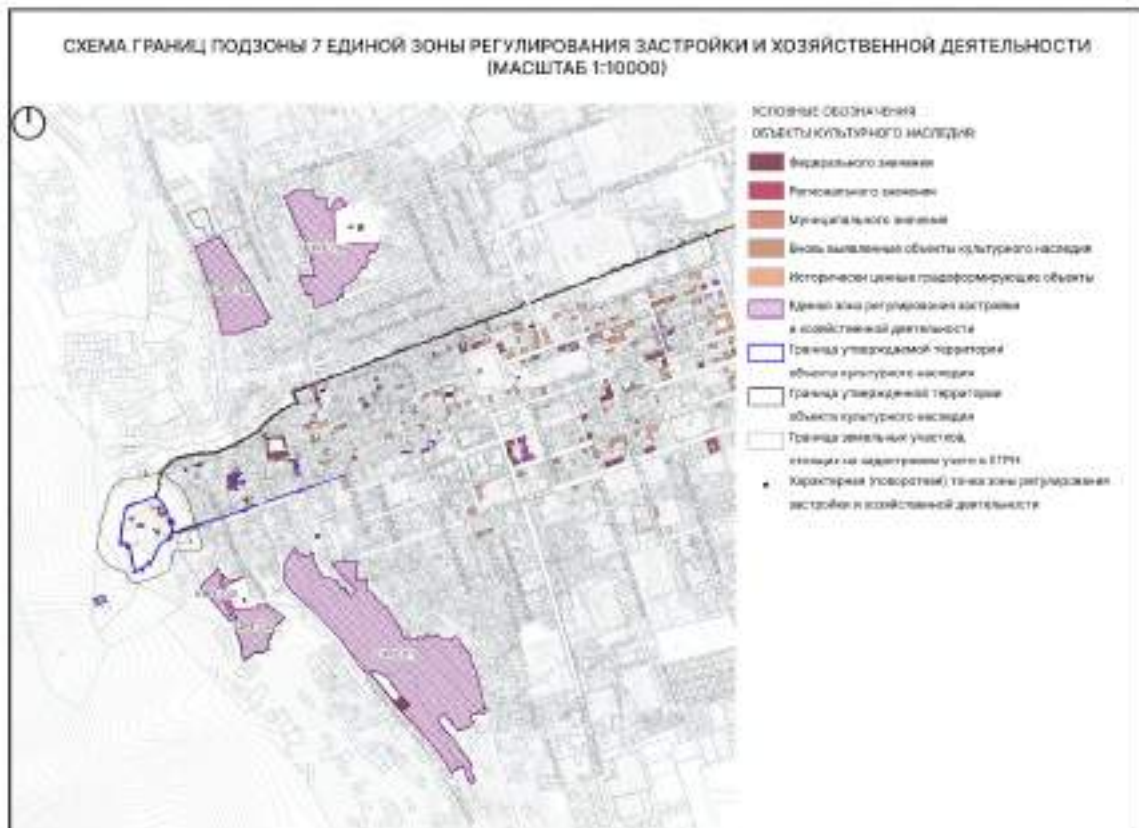 СХЕМА ГРАНИЦ ПОДЗОНЫ 7 ЕДИНОЙ ЗОНЫ РЕГУЛИРОВАНИЯ ЗАСТРОЙКИ И ХОЗЯЙСТВЕННОЙ ДЕЯТЕЛЬНОСТИ
(МАСШТАБ 1:10000)
УСЛОВНЫЕ ОБОЗНАЧЕНИЯ
ОБЪЕКТЫ КУЛЬТУРНОГО НАСЛЕДИЯ:
Федерального значения
Регионального значения
Муниципального значения
Вновь выявленные объекты культурного наследия
Исторически ценные градоформирующие объекты
Единая зона регулирования застройки
и хозяйственной деятельности
Граница утверждаемой территории
объекта культурного наследия
Граница утвержденной территории
объекта культурного наследия
Граница земельных участков,
стоящих на кадастровом учете в ЕГРН
Характерная (поворотная) точка зоны регулирования
застройки и хозяйственной деятельности